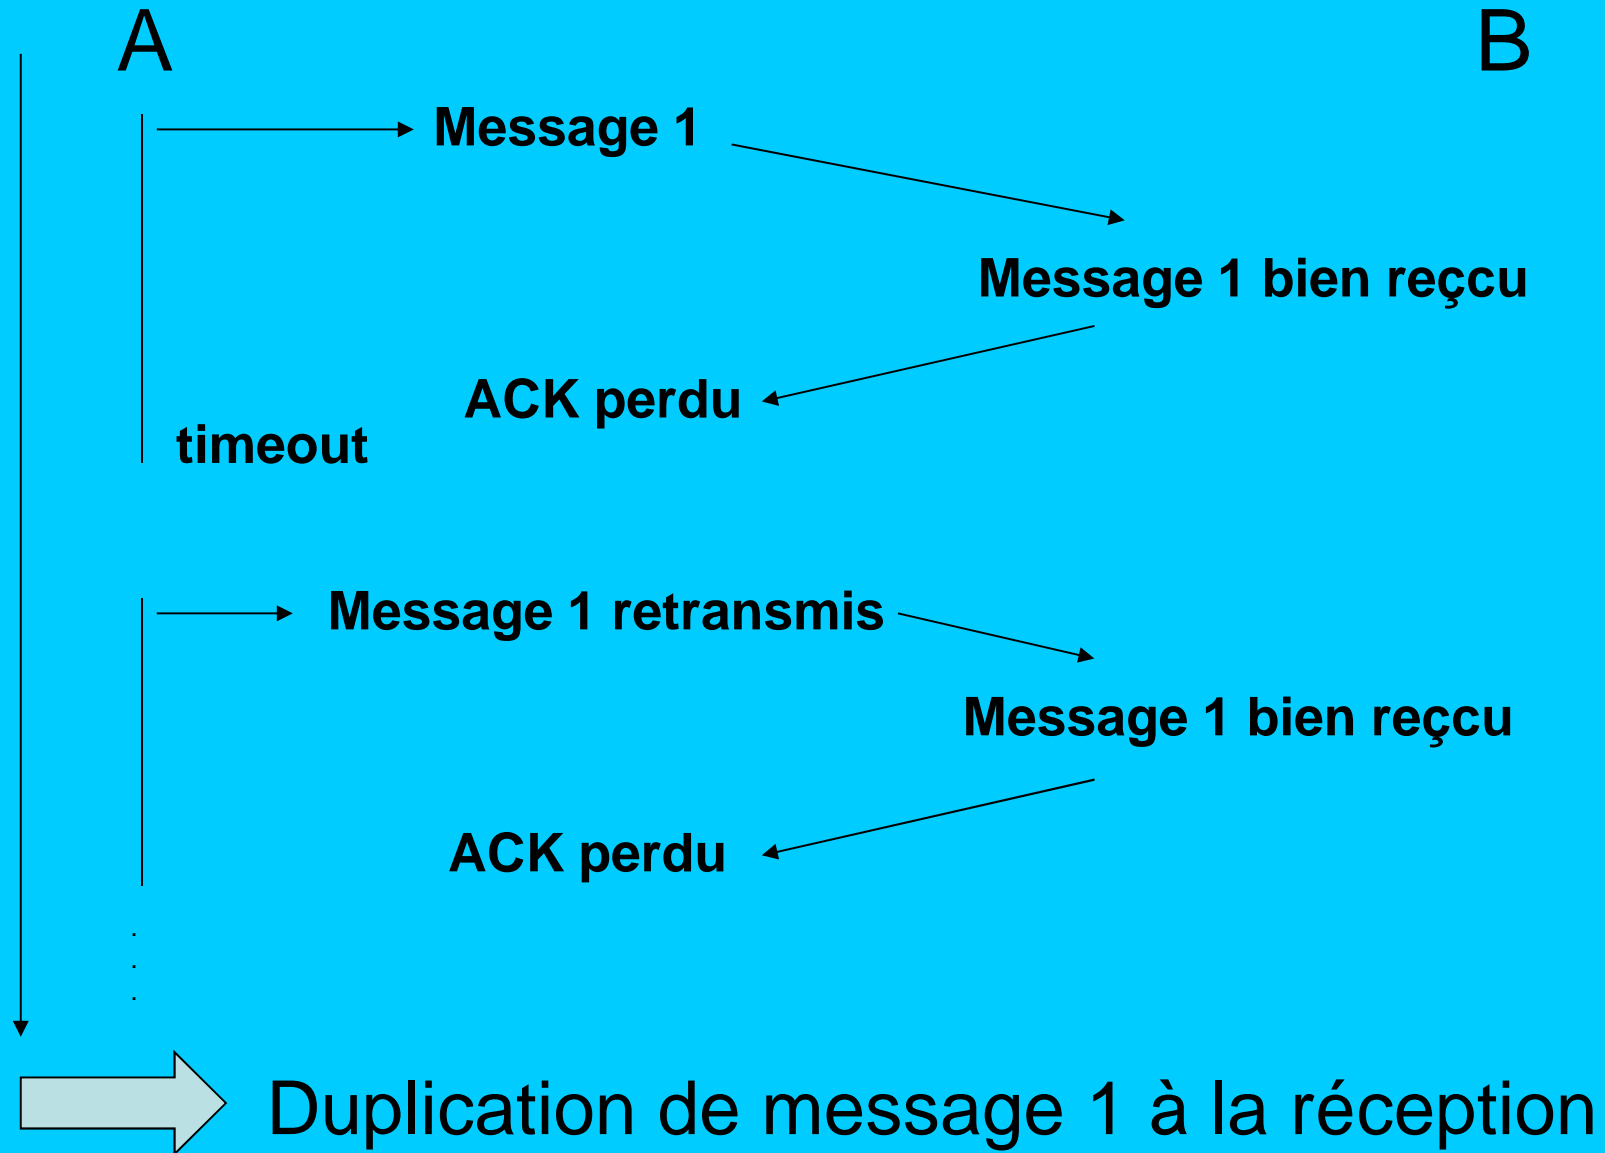 A
B
Message 1
Message 1 bien reçcu
ACK perdu
timeout
Message 1 retransmis
Message 1 bien reçcu
ACK perdu
.
.
.
Duplication de message 1 à la réception